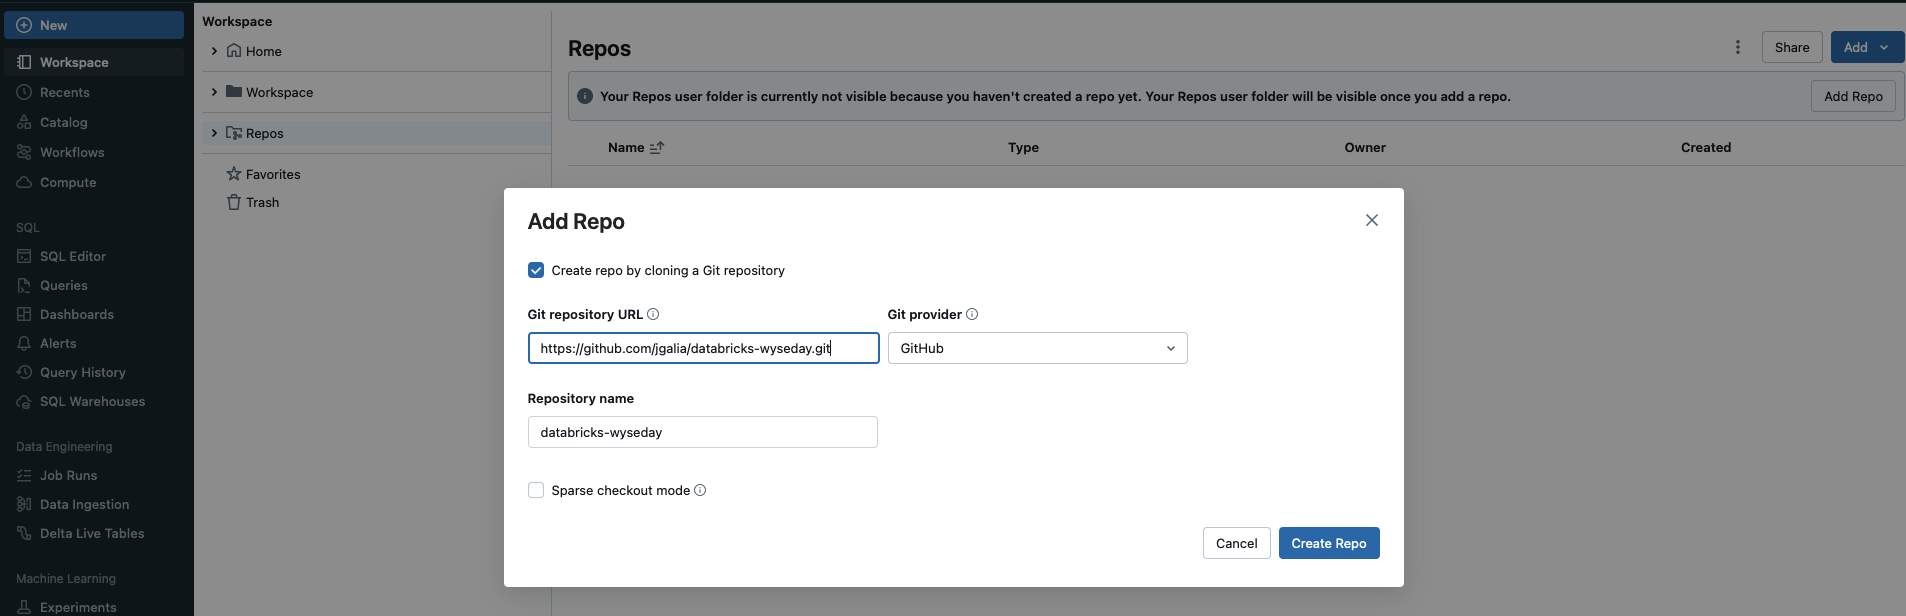 New
Workspace
Recents
Catalog
Workflows
Compute
SQL
SQL Editor
Queries
Dashboards
Alerts
Query History
SQL Warehouses
Data Engineering
Job Runs
Data Ingestion
Delta Live Tables
Machine Learning
Experiments
Workspace
Home
Workspace
Repos
Favorites
Trash
Repos
Share
Add
Your Repos user folder is currently not visible because you haven't created a repo yet. Your Repos user folder will be visible once you add a repo.
Add Repo
Name Type Owner Created
Add Repo
Create repo by cloning a Git repository
Git repository URL Git provider
https://github.com/jgalia/databricks-wyseday.git GitHub
Repository name
databricks-wyseday
Sparse checkout mode
Cancel Create Repo